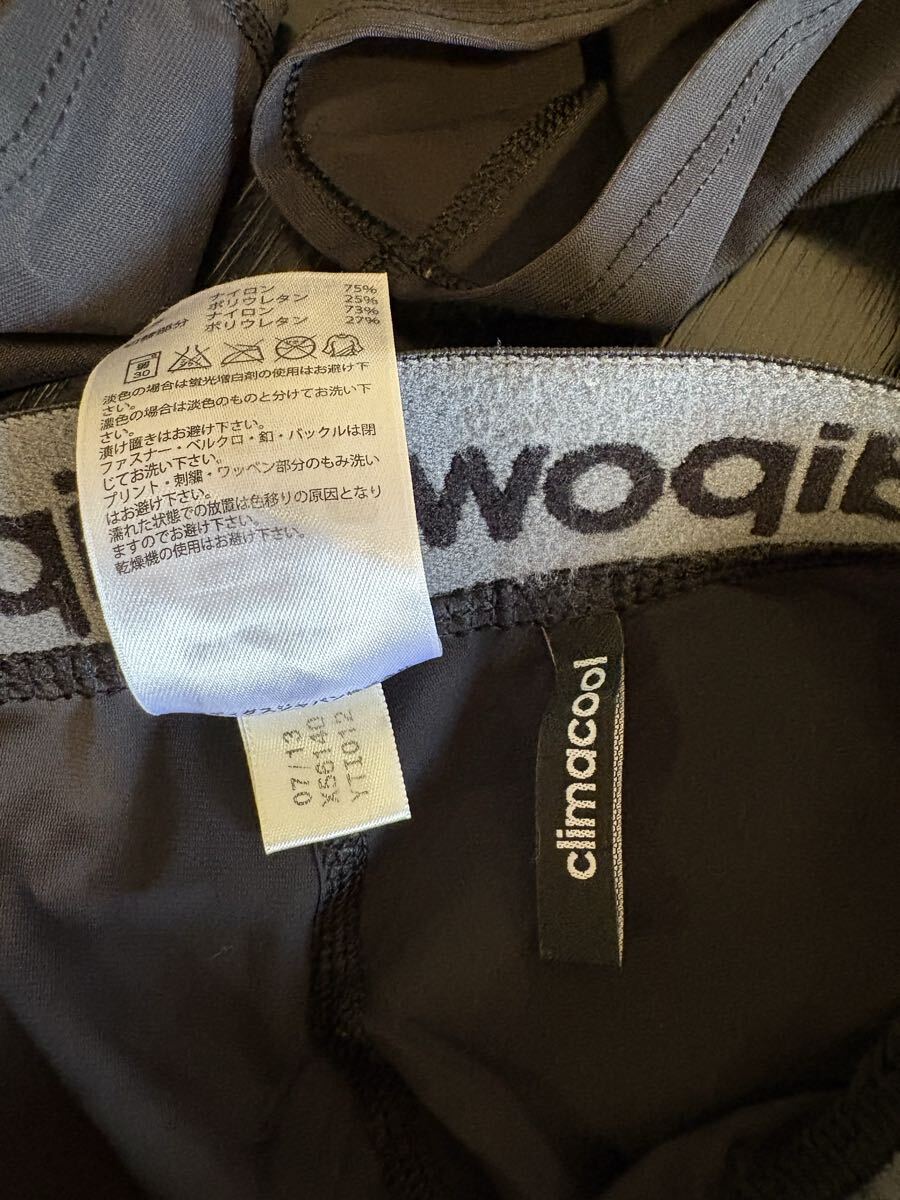 ナイロン 75%
ポリウレタン 25%
ナイロン 73%
部分 ポリウレタン 27%
弱
30
淡色の場合は蛍光増白剤の使用はお避け下
さい。
濃色の場合は淡色のものと分けてお洗い下
さい。
漬け置きはお避け下さい。
ファスナー・ベルクロ・釦・バックルは閉
じてお洗い下さい。
プリント・刺繍・ワッペン部分のもみ洗い
はお避け下さい。
濡れた状態での放置は色移りの原因となり
ますのでお避け下さい。
乾燥機の使用はお避け下さい。
07/13
X56140
YTI012
climacool